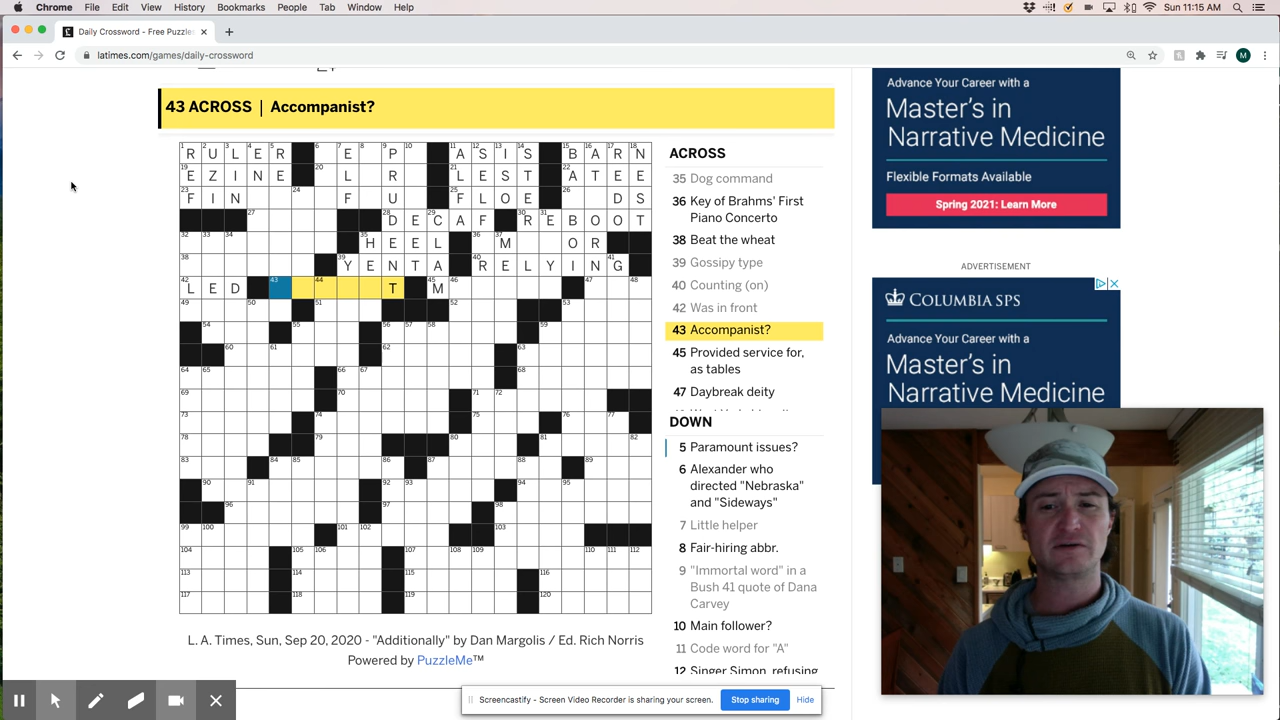 Chrome File Edit View History Bookmarks People Tab Window Help Sun 11:15 AM
Daily Crossword - Free Puzzle
latimes.com/games/daily-crossword
M
43 ACROSS | Accompanist?
R U L E R E P A S I S B A R N
E Z I N E L R L E S T A T E E
F I N F U F L O E D S
D E C A F R E B O O T
H E E L M O R
Y E N T A R E L Y I N G
L E D T M
L. A. Times, Sun, Sep 20, 2020 - "Additionally" by Dan Margolis / Ed. Rich Norris
Powered by PuzzleMe™
ACROSS
35 Dog command
36 Key of Brahms' First
Piano Concerto
38 Beat the wheat
39 Gossipy type
40 Counting (on)
42 Was in front
43 Accompanist?
45 Provided service for,
as tables
47 Daybreak deity
DOWN
5 Paramount issues?
6 Alexander who
directed "Nebraska"
and "Sideways"
7 Little helper
8 Fair-hiring abbr.
9 "Immortal word" in a
Bush 41 quote of Dana
Carvey
10 Main follower?
11 Code word for "A"
12 Singer Simon, refusing
Advance Your Career with a
Master's in
Narrative Medicine
Flexible Formats Available
Spring 2021: Learn More
ADVERTISEMENT
COLUMBIA SPS
Advance Your Career with a
Master's in
Narrative Medicine
Screencastify - Screen Video Recorder is sharing your screen. Stop sharing Hide